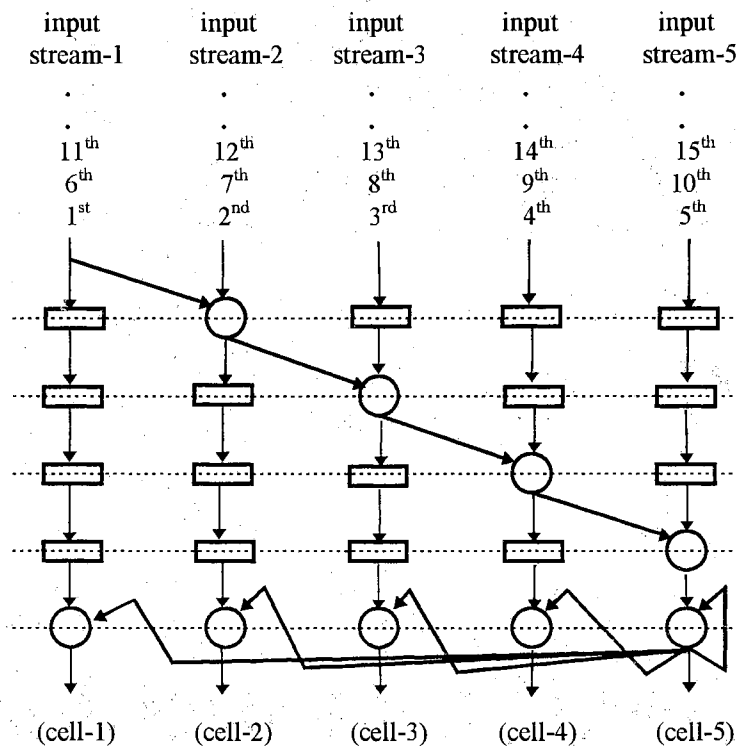 input input input input input
stream-1 stream-2 stream-3 stream-4 stream-5
11th 12th 13th 14th 15th
6th 7th 8th 9th 10th
1st 2nd 3rd 4th 5th
(cell-1) (cell-2) (cell-3) (cell-4) (cell-5)